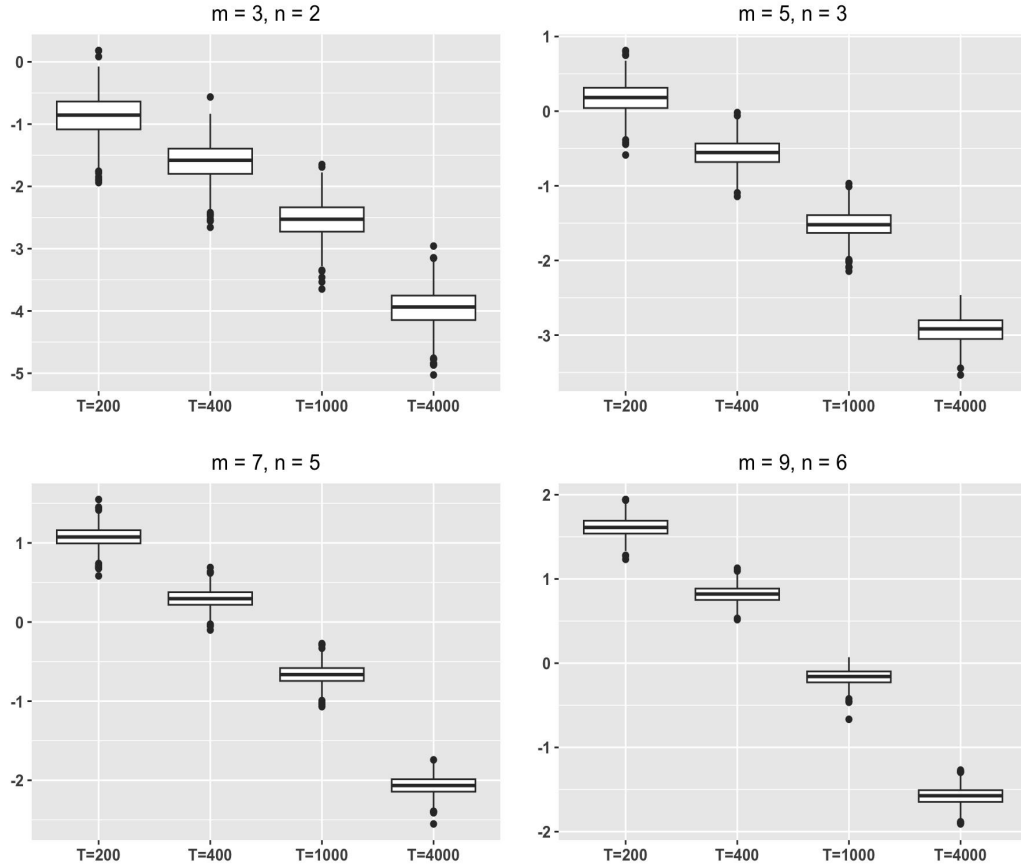 m = 3, n = 2
0
-1
-2
-3
-4
-5
T=200 T=400 T=1000 T=4000
m = 5, n = 3
1
0
-1
-2
-3
T=200 T=400 T=1000 T=4000
m = 7, n = 5
1
0
-1
-2
T=200 T=400 T=1000 T=4000
m = 9, n = 6
2
1
0
-1
-2
T=200 T=400 T=1000 T=4000